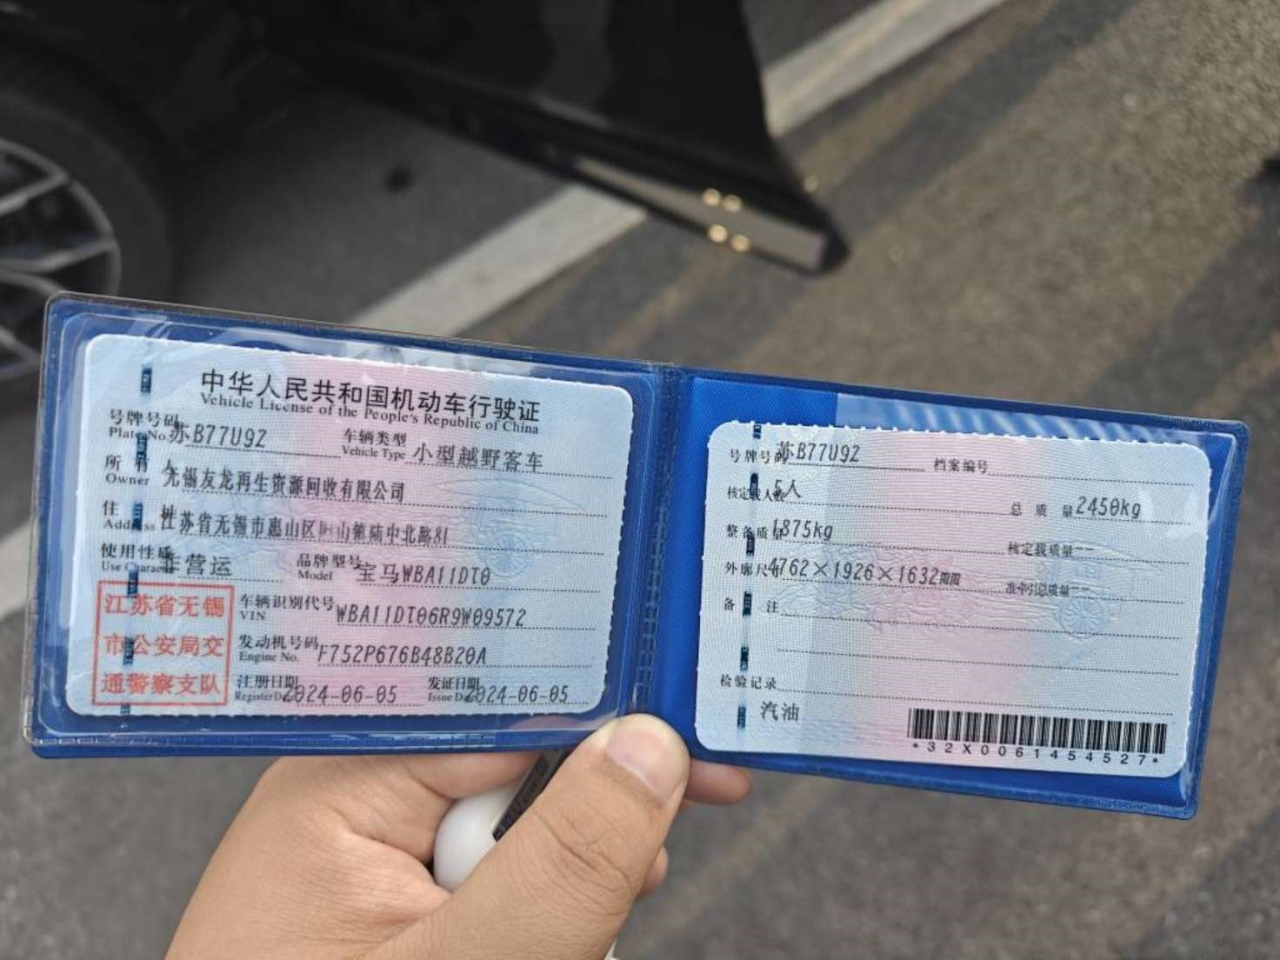 中华人民共和国机动车行驶证
Vehicle License of the People's Republic of China
号牌号码 苏B77U9Z 车辆类型 小型越野客车
Plate No. Vehicle Type
所有人 无锡友龙再生资源回收有限公司
Owner
住址 江苏省无锡市惠山区 山镇陆中北路81
Address
使用性质 非营运 品牌型号 宝马WBA11DT0
Use Character Model
江苏省无锡
市公安局交
通警察支队
车辆识别代号 WBA11DT06R9W09572
VIN
发动机号码 F752P676B48B20A
Engine No.
注册日期 2024-06-05 发证日期 2024-06-05
Register Date Issue Date
号牌号码 苏B77U9Z 档案编号
核定载人数 5人 总质量 2450kg
整备质量 1875kg 核定载质量 --
外廓尺寸 4762×1926×1632 准牵引总质量 --
备注
检验记录
汽油
*32X0061454527*